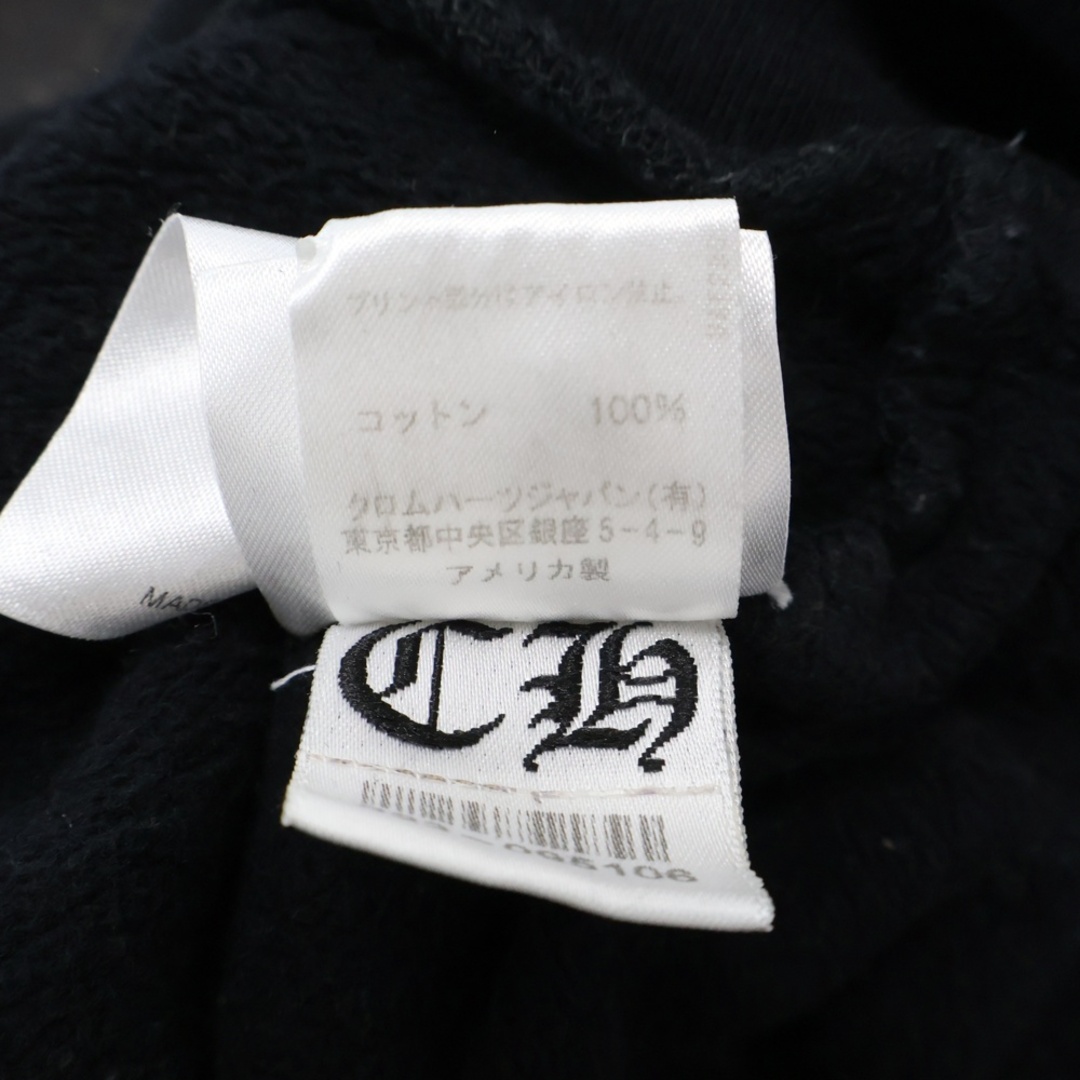 プリント部分はアイロン禁止
コットン 100%
クロムハーツジャパン(有)
東京都中央区銀座5-4-9
アメリカ製
CH
095106